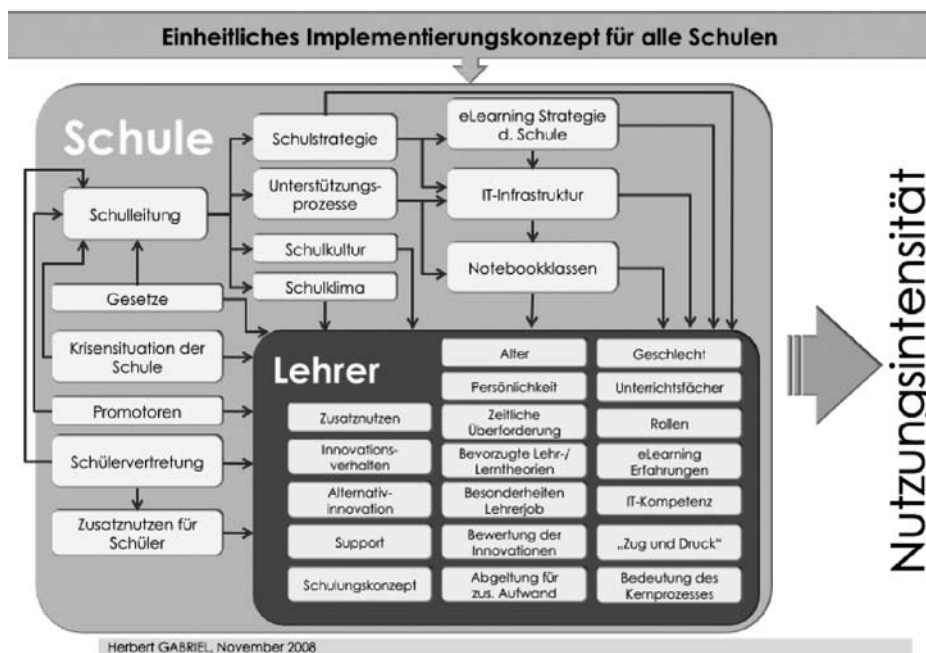 Einheitliches Implementierungskonzept für alle Schulen
Schule
Schulleitung
Gesetze
Krisensituation der
Schule
Promotoren
Schülervertretung
Zusatznutzen für
Schüler
Schulstrategie
Unterstützungs-
prozesse
Schulkultur
Schulklima
eLearning Strategie
d. Schule
IT-Infrastruktur
Notebookklassen
Lehrer
Zusatznutzen
Innovations-
verhalten
Alternativ-
innovation
Support
Schulungskonzept
Alter
Persönlichkeit
Zeitliche
Überforderung
Bevorzugte Lehr-/
Lerntheorien
Besonderheiten
Lehrerjob
Bewertung der
Innovationen
Abgeltung für
zus. Aufwand
Geschlecht
Unterrichtsfächer
Rollen
eLearning
Erfahrungen
IT-Kompetenz
„Zug und Druck“
Bedeutung des
Kernprozesses
Nutzungsintensität
Herbert GABRIEL, November 2008